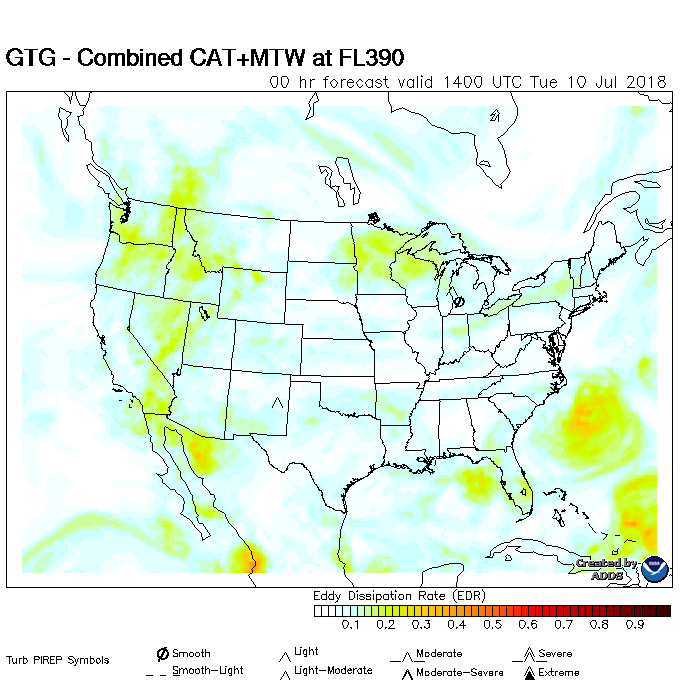 GTG - Combined CAT+MTW at FL390
00 hr forecast valid 1400 UTC Tue 10 Jul 2018
Created by
ADDS
Eddy Dissipation Rate (EDR)
0.1 0.2 0.3 0.4 0.5 0.6 0.7 0.8 0.9
Turb PIREP Symbols
Smooth Light Moderate Severe
Smooth-Light Light-Moderate Moderate-Severe Extreme